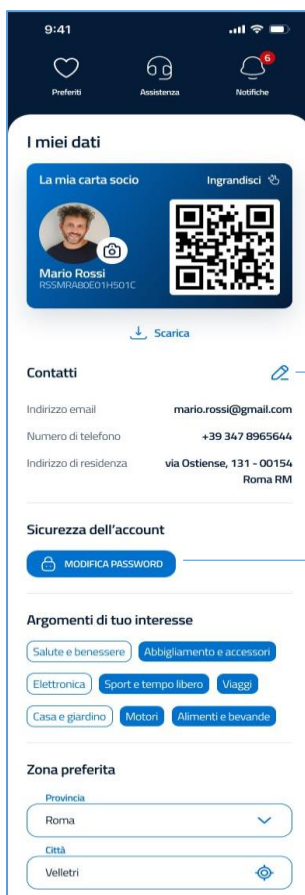 9:41
6
Preferiti Assistenza Notifiche
I miei dati
La mia carta socio Ingrandisci
Mario Rossi
RSSMRA80E01H501C
Scarica
Contatti
Indirizzo email mario.rossi@gmail.com
Numero di telefono +39 347 8965644
Indirizzo di residenza via Ostiense, 131 - 00154
Roma RM
Sicurezza dell'account
MODIFICA PASSWORD
Argomenti di tuo interesse
Salute e benessere Abbigliamento e accessori
Elettronica Sport e tempo libero Viaggi
Casa e giardino Motori Alimenti e bevande
Zona preferita
Provincia
Roma
Città
Velletri